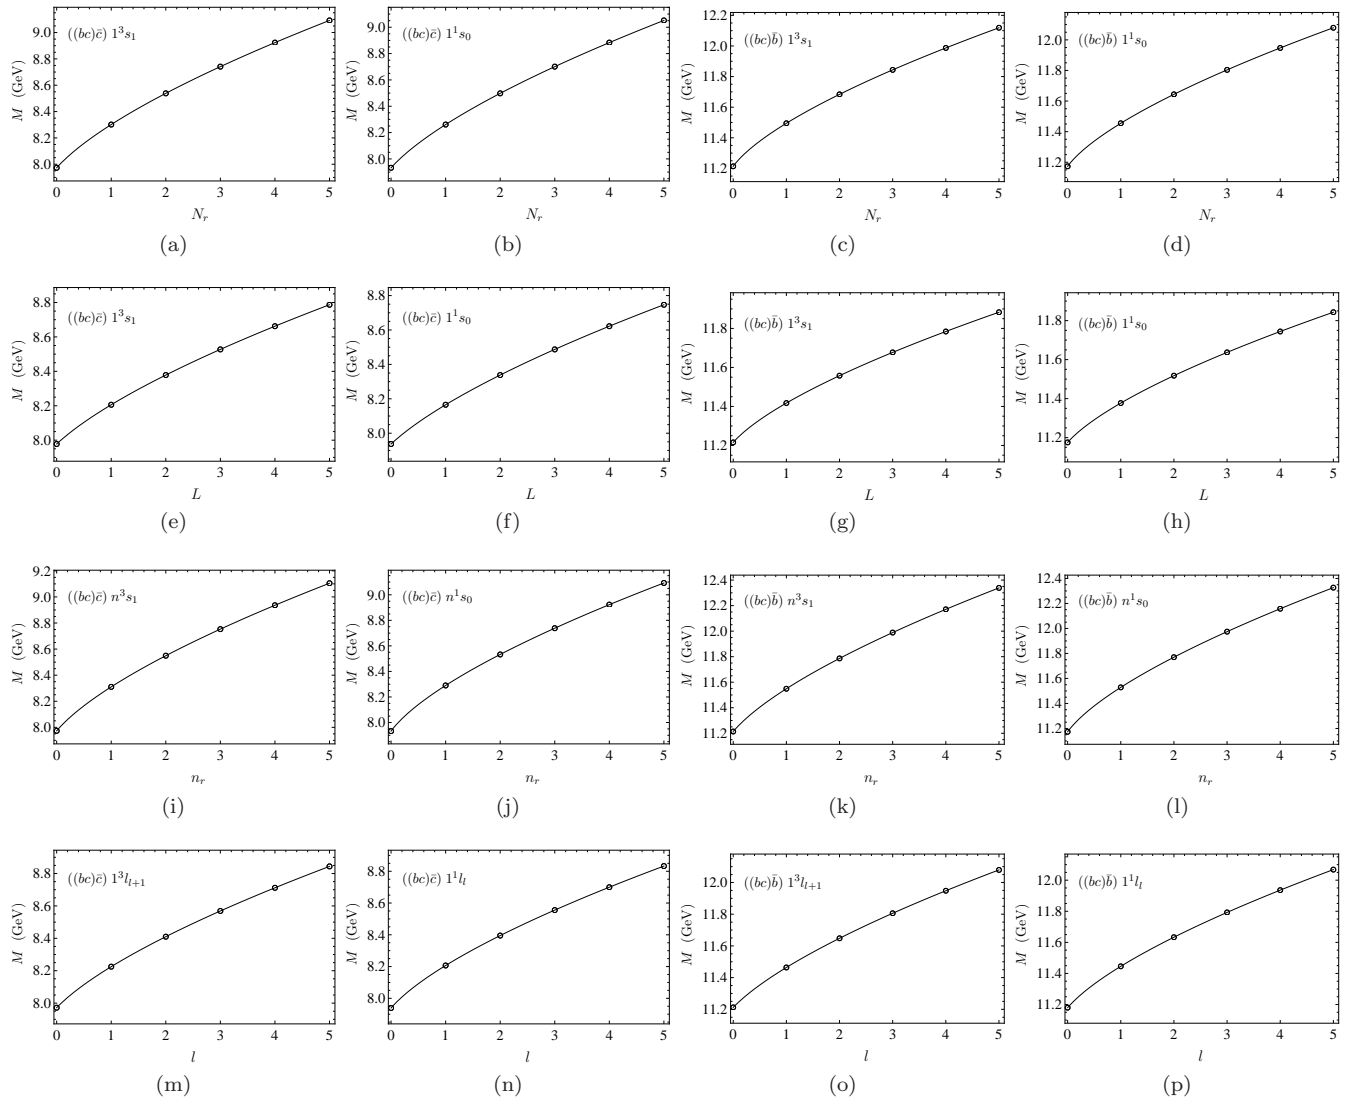 ((bc)c̄) 1³s₁
9.0
8.8
8.6
8.4
8.2
8.0
M (GeV)
0 1 2 3 4 5
Nᵣ
(a)
((bc)c̄) 1¹s₀
9.0
8.8
8.6
8.4
8.2
8.0
M (GeV)
0 1 2 3 4 5
Nᵣ
(b)
((bc)b̄) 1³s₁
12.2
12.0
11.8
11.6
11.4
11.2
M (GeV)
0 1 2 3 4 5
Nᵣ
(c)
((bc)b̄) 1¹s₀
12.0
11.8
11.6
11.4
11.2
M (GeV)
0 1 2 3 4 5
Nᵣ
(d)
((bc)c̄) 1³s₁
8.8
8.6
8.4
8.2
8.0
M (GeV)
0 1 2 3 4 5
L
(e)
((bc)c̄) 1¹s₀
8.8
8.6
8.4
8.2
8.0
M (GeV)
0 1 2 3 4 5
L
(f)
((bc)b̄) 1³s₁
11.8
11.6
11.4
11.2
M (GeV)
0 1 2 3 4 5
L
(g)
((bc)b̄) 1¹s₀
11.8
11.6
11.4
11.2
M (GeV)
0 1 2 3 4 5
L
(h)
((bc)c̄) n³s₁
9.2
9.0
8.8
8.6
8.4
8.2
8.0
M (GeV)
0 1 2 3 4 5
nᵣ
(i)
((bc)c̄) n¹s₀
9.0
8.8
8.6
8.4
8.2
8.0
M (GeV)
0 1 2 3 4 5
nᵣ
(j)
((bc)b̄) n³s₁
12.4
12.2
12.0
11.8
11.6
11.4
11.2
M (GeV)
0 1 2 3 4 5
nᵣ
(k)
((bc)b̄) n¹s₀
12.4
12.2
12.0
11.8
11.6
11.4
11.2
M (GeV)
0 1 2 3 4 5
nᵣ
(l)
((bc)c̄) 1³l_{l+1}
8.8
8.6
8.4
8.2
8.0
M (GeV)
0 1 2 3 4 5
l
(m)
((bc)c̄) 1¹l_l
8.8
8.6
8.4
8.2
8.0
M (GeV)
0 1 2 3 4 5
l
(n)
((bc)b̄) 1³l_{l+1}
12.0
11.8
11.6
11.4
11.2
M (GeV)
0 1 2 3 4 5
l
(o)
((bc)b̄) 1¹l_l
12.0
11.8
11.6
11.4
11.2
M (GeV)
0 1 2 3 4 5
l
(p)